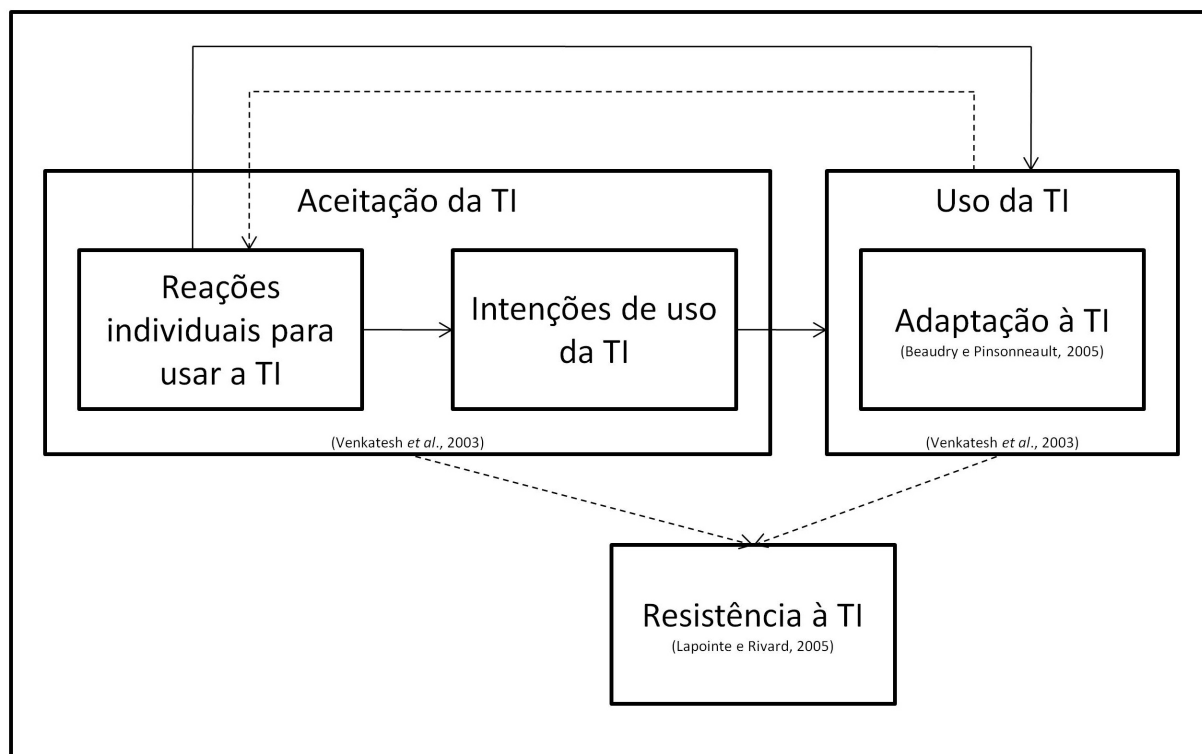 Aceitação da TI
Reações
individuais para
usar a TI
Intenções de uso
da TI
(Venkatesh et al., 2003)
Uso da TI
Adaptação à TI
(Beaudry e Pinsonneault, 2005)
(Venkatesh et al., 2003)
Resistência à TI
(Lapointe e Rivard, 2005)